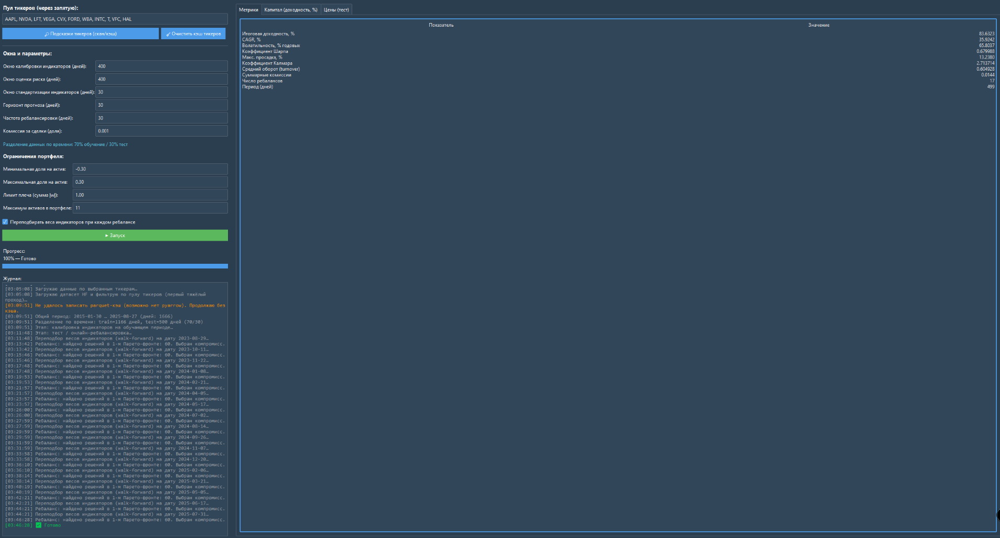 Пул тикеров (через запятую):
AAPL, NVDA, LFT, VEGA, CVX, FORD, WBA, INTC, T, VFC, HAL
Подсказки тикеров (скан/кэш)
Очистить кэш тикеров
Окна и параметры:
Окно калибровки индикаторов (дней): 400
Окно оценки риска (дней): 400
Окно стандартизации индикаторов (дней): 30
Горизонт прогноза (дней): 30
Частота ребалансировки (дней): 30
Комиссия за сделки (доля): 0.001
Разделение данных по времени: 70% обучение / 30% тест
Ограничения портфеля:
Минимальная доля на актив: -0.30
Максимальная доля на актив: 0.30
Лимит плеча (сумма |w|): 1.00
Максимум активов в портфеле: 11
Переподбирать веса индикаторов при каждом ребалансе
► Запуск
Прогресс:
100% — Готово
Журнал:
[03:05:08] Загружаю данные по выбранным тикерам…
[03:05:08] Загружаю датасет HF и фильтрую по пулу тикеров (первый тяжёлый
проход)…
[03:09:51] Не удалось записать parquet-кэш (возможно нет pyarrow). Продолжаю без
кэша.
[03:09:51] Общий период: 2015-01-30 … 2025-08-27 (дней: 1666)
[03:09:51] Разделение по времени: train=1166 дней, test=500 дней (70/30)
[03:09:51] Этап: калибровка индикаторов на обучающем периоде…
[03:11:48] Этап: тест / онлайн-ребалансировка…
[03:11:48] Переподбор весов индикаторов (walk-forward) на дату 2023-08-29…
[03:13:42] Ребаланс: найдено решений в 1-м Парето-фронте: 60. Выбран компромисс.
[03:13:42] Переподбор весов индикаторов (walk-forward) на дату 2023-10-11…
[03:15:46] Ребаланс: найдено решений в 1-м Парето-фронте: 60. Выбран компромисс.
[03:15:46] Переподбор весов индикаторов (walk-forward) на дату 2023-11-22…
[03:17:48] Ребаланс: найдено решений в 1-м Парето-фронте: 60. Выбран компромисс.
[03:17:48] Переподбор весов индикаторов (walk-forward) на дату 2024-01-08…
[03:19:53] Ребаланс: найдено решений в 1-м Парето-фронте: 60. Выбран компромисс.
[03:19:53] Переподбор весов индикаторов (walk-forward) на дату 2024-02-21…
[03:21:57] Ребаланс: найдено решений в 1-м Парето-фронте: 60. Выбран компромисс.
[03:21:57] Переподбор весов индикаторов (walk-forward) на дату 2024-04-05…
[03:23:57] Ребаланс: найдено решений в 1-м Парето-фронте: 60. Выбран компромисс.
[03:23:57] Переподбор весов индикаторов (walk-forward) на дату 2024-05-17…
[03:26:00] Ребаланс: найдено решений в 1-м Парето-фронте: 60. Выбран компромисс.
[03:26:00] Переподбор весов индикаторов (walk-forward) на дату 2024-07-02…
[03:27:59] Ребаланс: найдено решений в 1-м Парето-фронте: 60. Выбран компромисс.
[03:27:59] Переподбор весов индикаторов (walk-forward) на дату 2024-08-14…
[03:29:59] Ребаланс: найдено решений в 1-м Парето-фронте: 60. Выбран компромисс.
[03:29:59] Переподбор весов индикаторов (walk-forward) на дату 2024-09-26…
[03:31:59] Ребаланс: найдено решений в 1-м Парето-фронте: 60. Выбран компромисс.
[03:31:59] Переподбор весов индикаторов (walk-forward) на дату 2024-11-07…
[03:33:58] Ребаланс: найдено решений в 1-м Парето-фронте: 60. Выбран компромисс.
[03:33:58] Переподбор весов индикаторов (walk-forward) на дату 2024-12-20…
[03:36:10] Ребаланс: найдено решений в 1-м Парето-фронте: 60. Выбран компромисс.
[03:36:10] Переподбор весов индикаторов (walk-forward) на дату 2025-02-06…
[03:38:14] Ребаланс: найдено решений в 1-м Парето-фронте: 60. Выбран компромисс.
[03:38:14] Переподбор весов индикаторов (walk-forward) на дату 2025-03-21…
[03:40:19] Ребаланс: найдено решений в 1-м Парето-фронте: 60. Выбран компромисс.
[03:40:19] Переподбор весов индикаторов (walk-forward) на дату 2025-05-05…
[03:42:21] Ребаланс: найдено решений в 1-м Парето-фронте: 60. Выбран компромисс.
[03:42:21] Переподбор весов индикаторов (walk-forward) на дату 2025-06-17…
[03:44:21] Ребаланс: найдено решений в 1-м Парето-фронте: 60. Выбран компромисс.
[03:44:21] Переподбор весов индикаторов (walk-forward) на дату 2025-07-31…
[03:46:28] Ребаланс: найдено решений в 1-м Парето-фронте: 60. Выбран компромисс.
[03:46:28] ✅ Готово
Метрики Капитал (доходность, %) Цены (тест)
Показатель Значение
Итоговая доходность, % 83.6323
CAGR, % 35.9242
Волатильность, % годовых 65.8037
Коэффициент Шарпа 0.679988
Макс. просадка, % 13.2380
Коэффициент Калмара 2.713714
Средний оборот (turnover) 0.604928
Суммарные комиссии 0.0144
Число ребалансов 17
Период (дней) 499